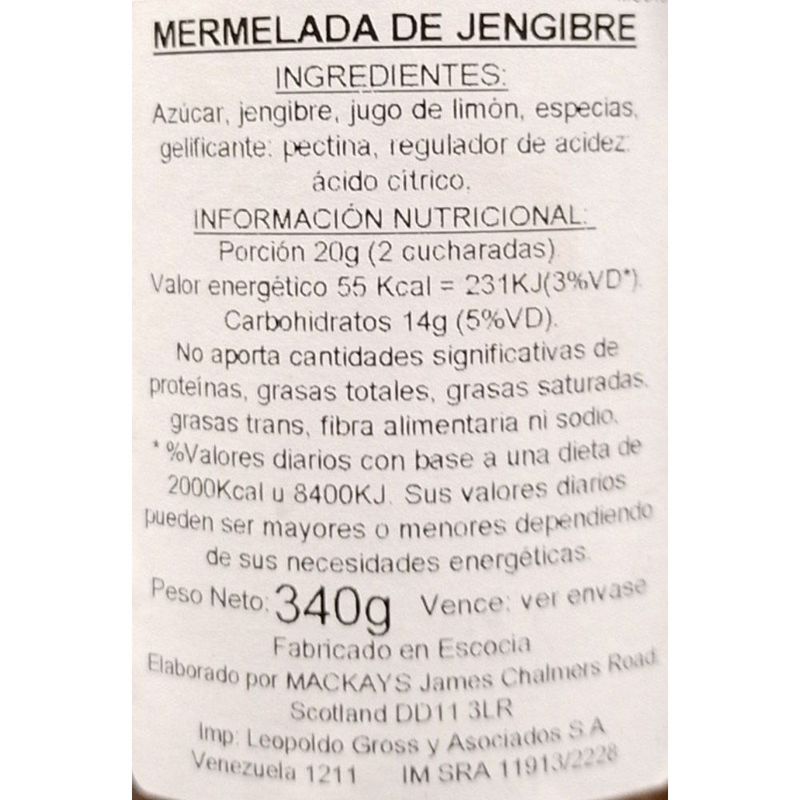 MERMELADA DE JENGIBRE
INGREDIENTES:
Azúcar, jengibre, jugo de limón, especias,
gelificante: pectina, regulador de acidez:
ácido cítrico.
INFORMACIÓN NUTRICIONAL:
Porción 20g (2 cucharadas)
Valor energético 55 Kcal = 231KJ(3%VD*).
Carbohidratos 14g (5%VD).
No aporta cantidades significativas de
proteínas, grasas totales, grasas saturadas,
grasas trans, fibra alimentaria ni sodio.
* %Valores diarios con base a una dieta de
2000Kcal u 8400KJ. Sus valores diarios
pueden ser mayores o menores dependiendo
de sus necesidades energéticas.
Peso Neto: 340g Vence: ver envase
Fabricado en Escocia
Elaborado por MACKAYS James Chalmers Road
Scotland DD11 3LR
Imp: Leopoldo Gross y Asociados S.A
Venezuela 1211 IM SRA 11913/2228